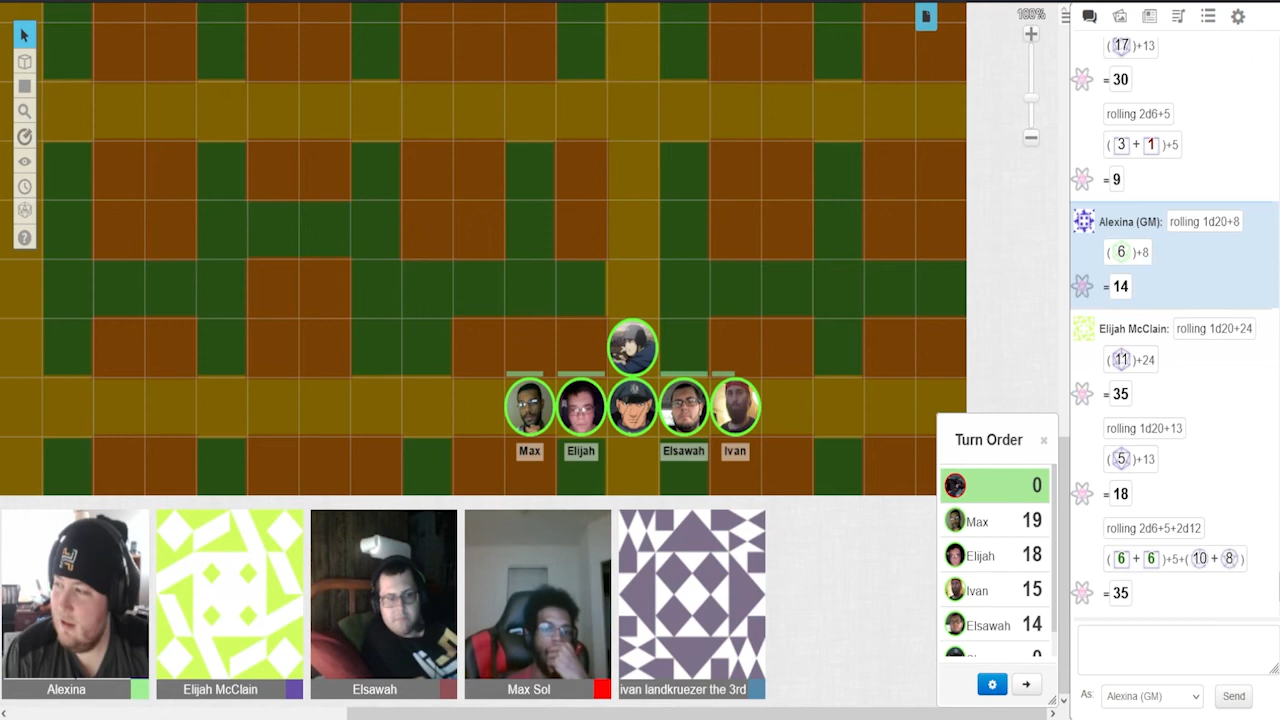 100%
(17)+13
= 30
rolling 2d6+5
(3 + 1)+5
= 9
Alexina (GM): rolling 1d20+8
(6)+8
= 14
Elijah McClain: rolling 1d20+24
(11)+24
= 35
rolling 1d20+13
(5)+13
= 18
rolling 2d6+5+2d12
(6 + 6)+5+(10 + 8)
= 35
Max
Elijah
Elsawah
Ivan
Turn Order ×
0
Max 19
Elijah 18
Ivan 15
Elsawah 14
Alexina
Elijah McClain
Elsawah
Max Sol
ivan landkruezer the 3rd
As: Alexina (GM) Send